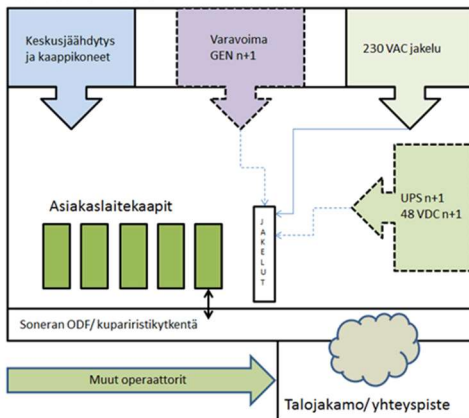 Keskusjäähdytys
ja kaappikoneet
Varavoima
GEN n+1
230 VAC jakelu
UPS n+1
48 VDC n+1
Asiakaslaitekaapit
JAKELUT
Soneran ODF/ kupariristikytkentä
Muut operaattorit
Talojakamo/ yhteyspiste